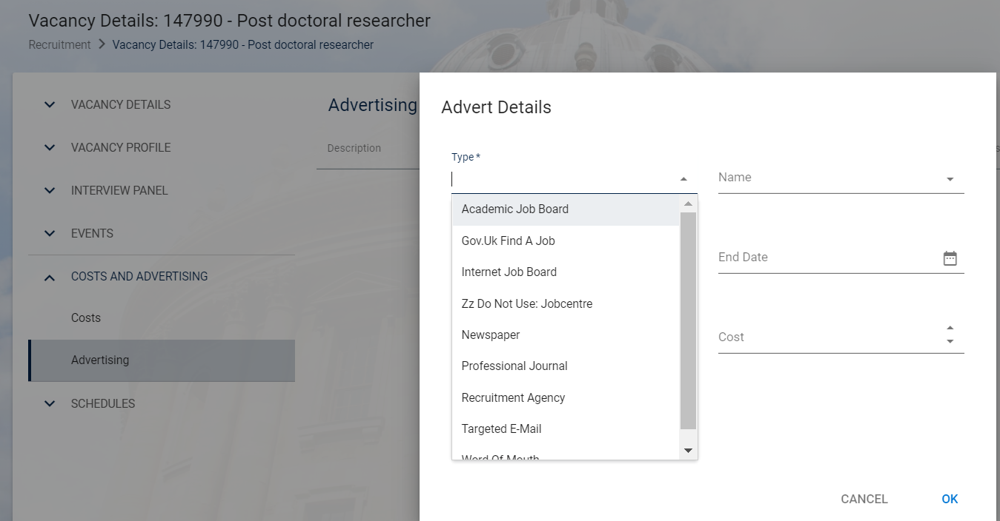 Vacancy Details: 147990 - Post doctoral researcher
Recruitment > Vacancy Details: 147990 - Post doctoral researcher
VACANCY DETAILS
VACANCY PROFILE
INTERVIEW PANEL
EVENTS
COSTS AND ADVERTISING
Costs
Advertising
SCHEDULES
Advertising
Description
Advert Details
Type *
Academic Job Board
Gov.Uk Find A Job
Internet Job Board
Zz Do Not Use: Jobcentre
Newspaper
Professional Journal
Recruitment Agency
Targeted E-Mail
Word Of Mouth
Name
End Date
Cost
CANCEL
OK